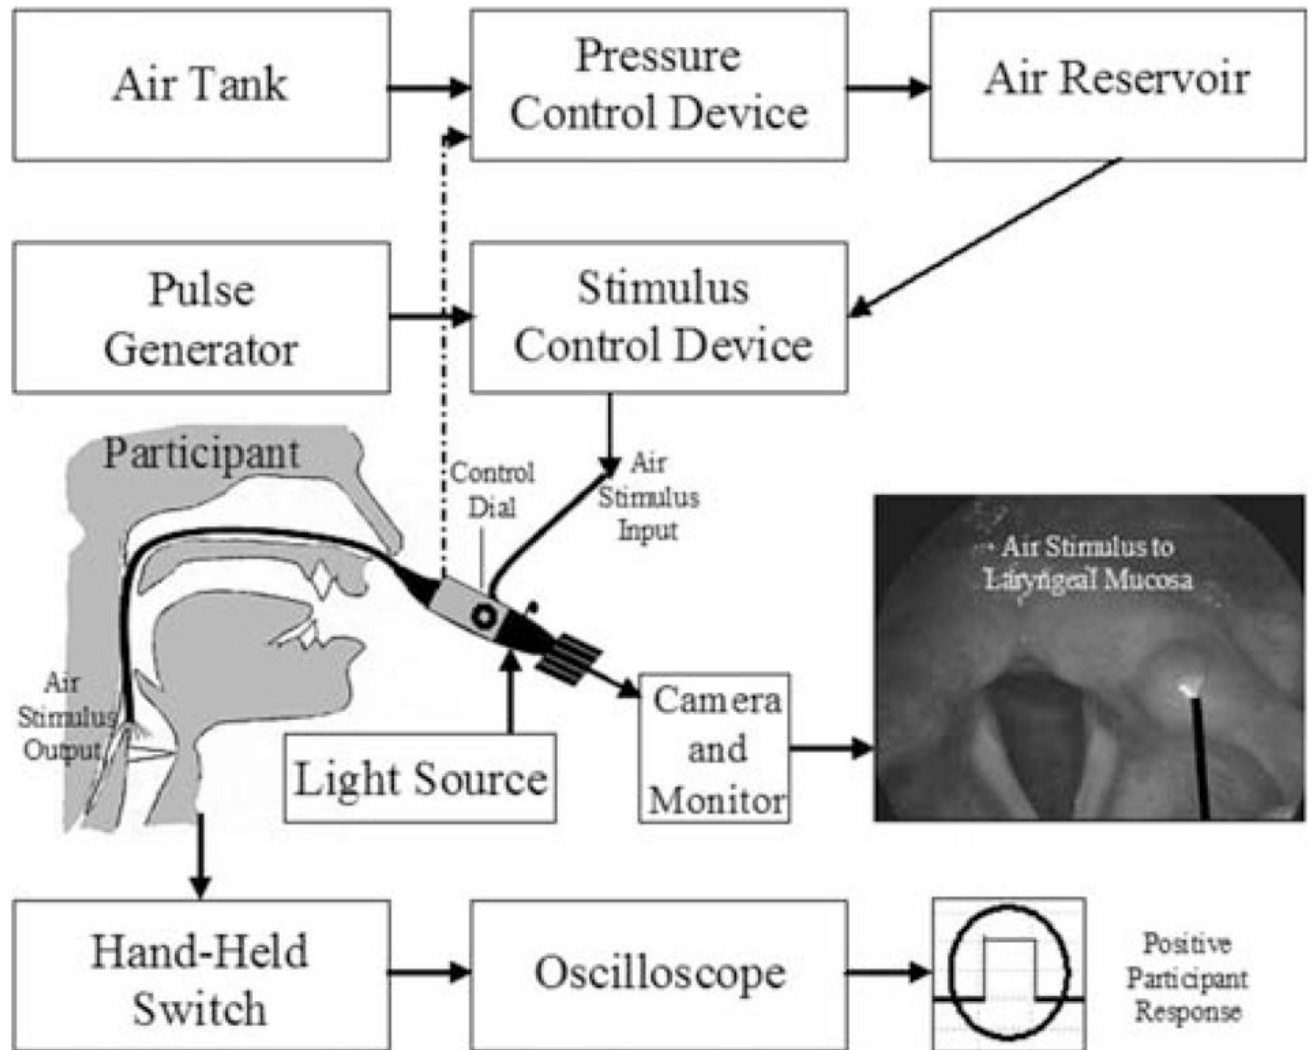 Air Tank
Pressure
Control Device
Air Reservoir
Pulse
Generator
Stimulus
Control Device
Participant
Control
Dial
Air
Stimulus
Input
Air Stimulus to
Laryngeal Mucosa
Air
Stimulus
Output
Light Source
Camera
and
Monitor
Hand-Held
Switch
Oscilloscope
Positive
Participant
Response